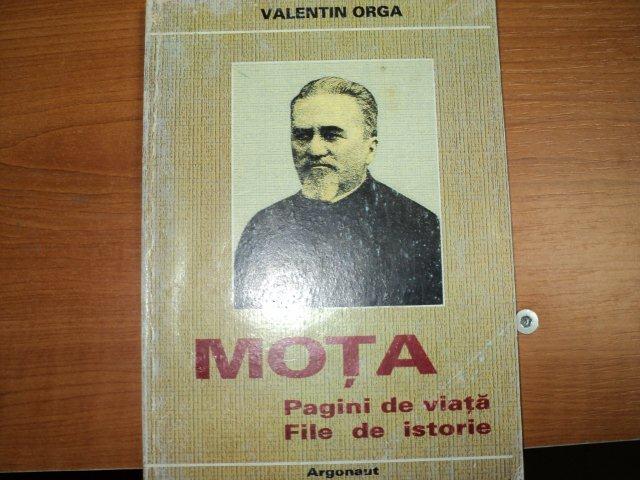 VALENTIN ORGA
MOȚA
Pagini de viață
File de istorie
Argonaut